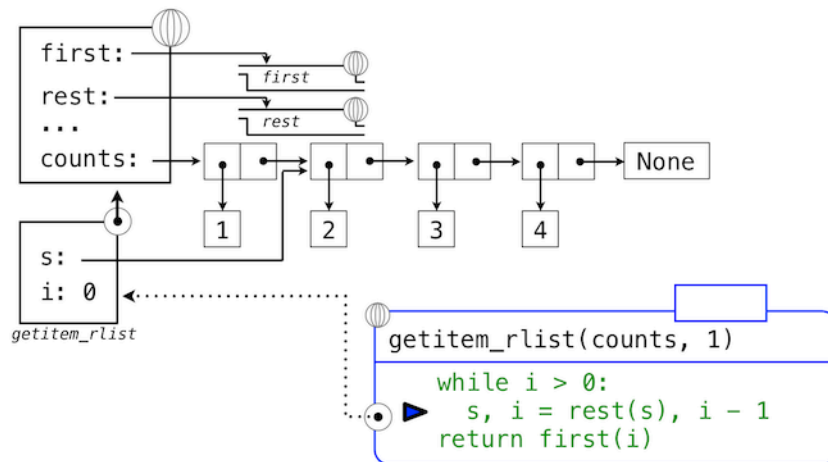 first:
first
rest:
rest
...
counts:
None
1 2 3 4
s:
i: 0
getitem_rlist
getitem_rlist(counts, 1)
while i > 0:
s, i = rest(s), i - 1
return first(i)